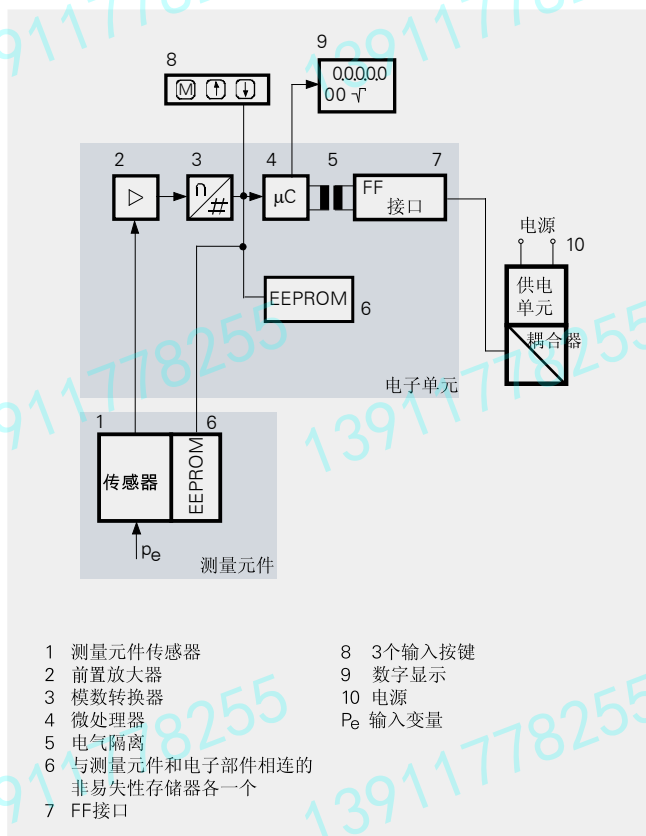 8
9
M
00000
00
2
3
4
5
7
n
#
μC
FF
接口
电源
10
供电
单元
EEPROM
6
耦合器
电子单元
1
6
传感器
EEPROM
pe
测量元件
1 测量元件传感器
2 前置放大器
3 模数转换器
4 微处理器
5 电气隔离
6 与测量元件和电子部件相连的
非易失性存储器各一个
7 FF接口
8 3个输入按键
9 数字显示
10 电源
Pe 输入变量
13911778255
13911778255
13911778255
13911778255
13911778255
13911778255